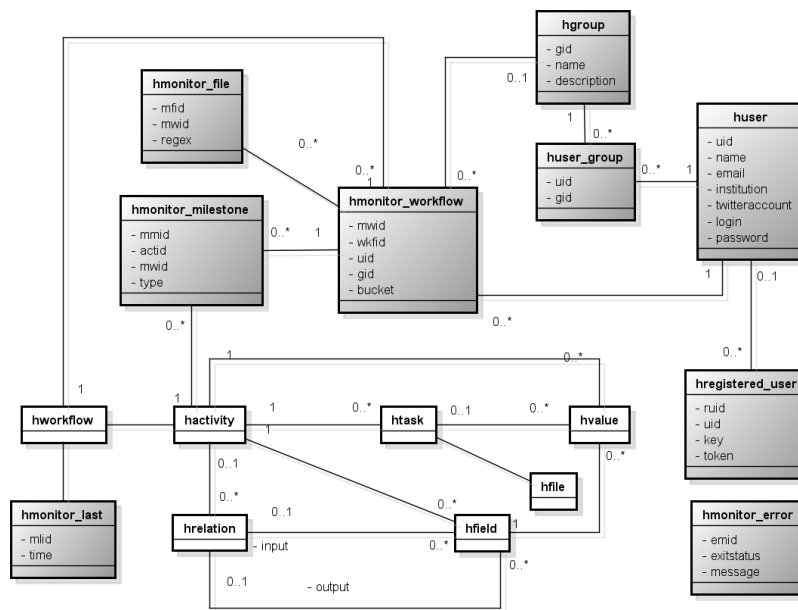 hgroup
- gid
- name
- description
hmonitor_file
- mfid
- mwid
- regex
0..1
1
0..*
huser
- uid
- name
- email
- institution
- twitteraccount
- login
- password
huser_group
- uid
- gid
0..*
1
0..*
0..*
1
0..*
hmonitor_workflow
- mwid
- wkfid
- uid
- gid
- bucket
hmonitor_milestone
- mmid
- actid
- mwid
- type
0..*
1
1
0..1
0..*
0..*
0..*
hregistered_user
- ruid
- uid
- key
- token
1
0..*
1
1
hworkflow
hactivity
1
1
0..*
htask
0..1
0..*
hvalue
0..1
0..*
0..*
hfile
hmonitor_last
- mlid
- time
hrelation
0..1
- input
0..*
0..*
hfield
1
0..1
- output
0..*
hmonitor_error
- emid
- exitstatus
- message